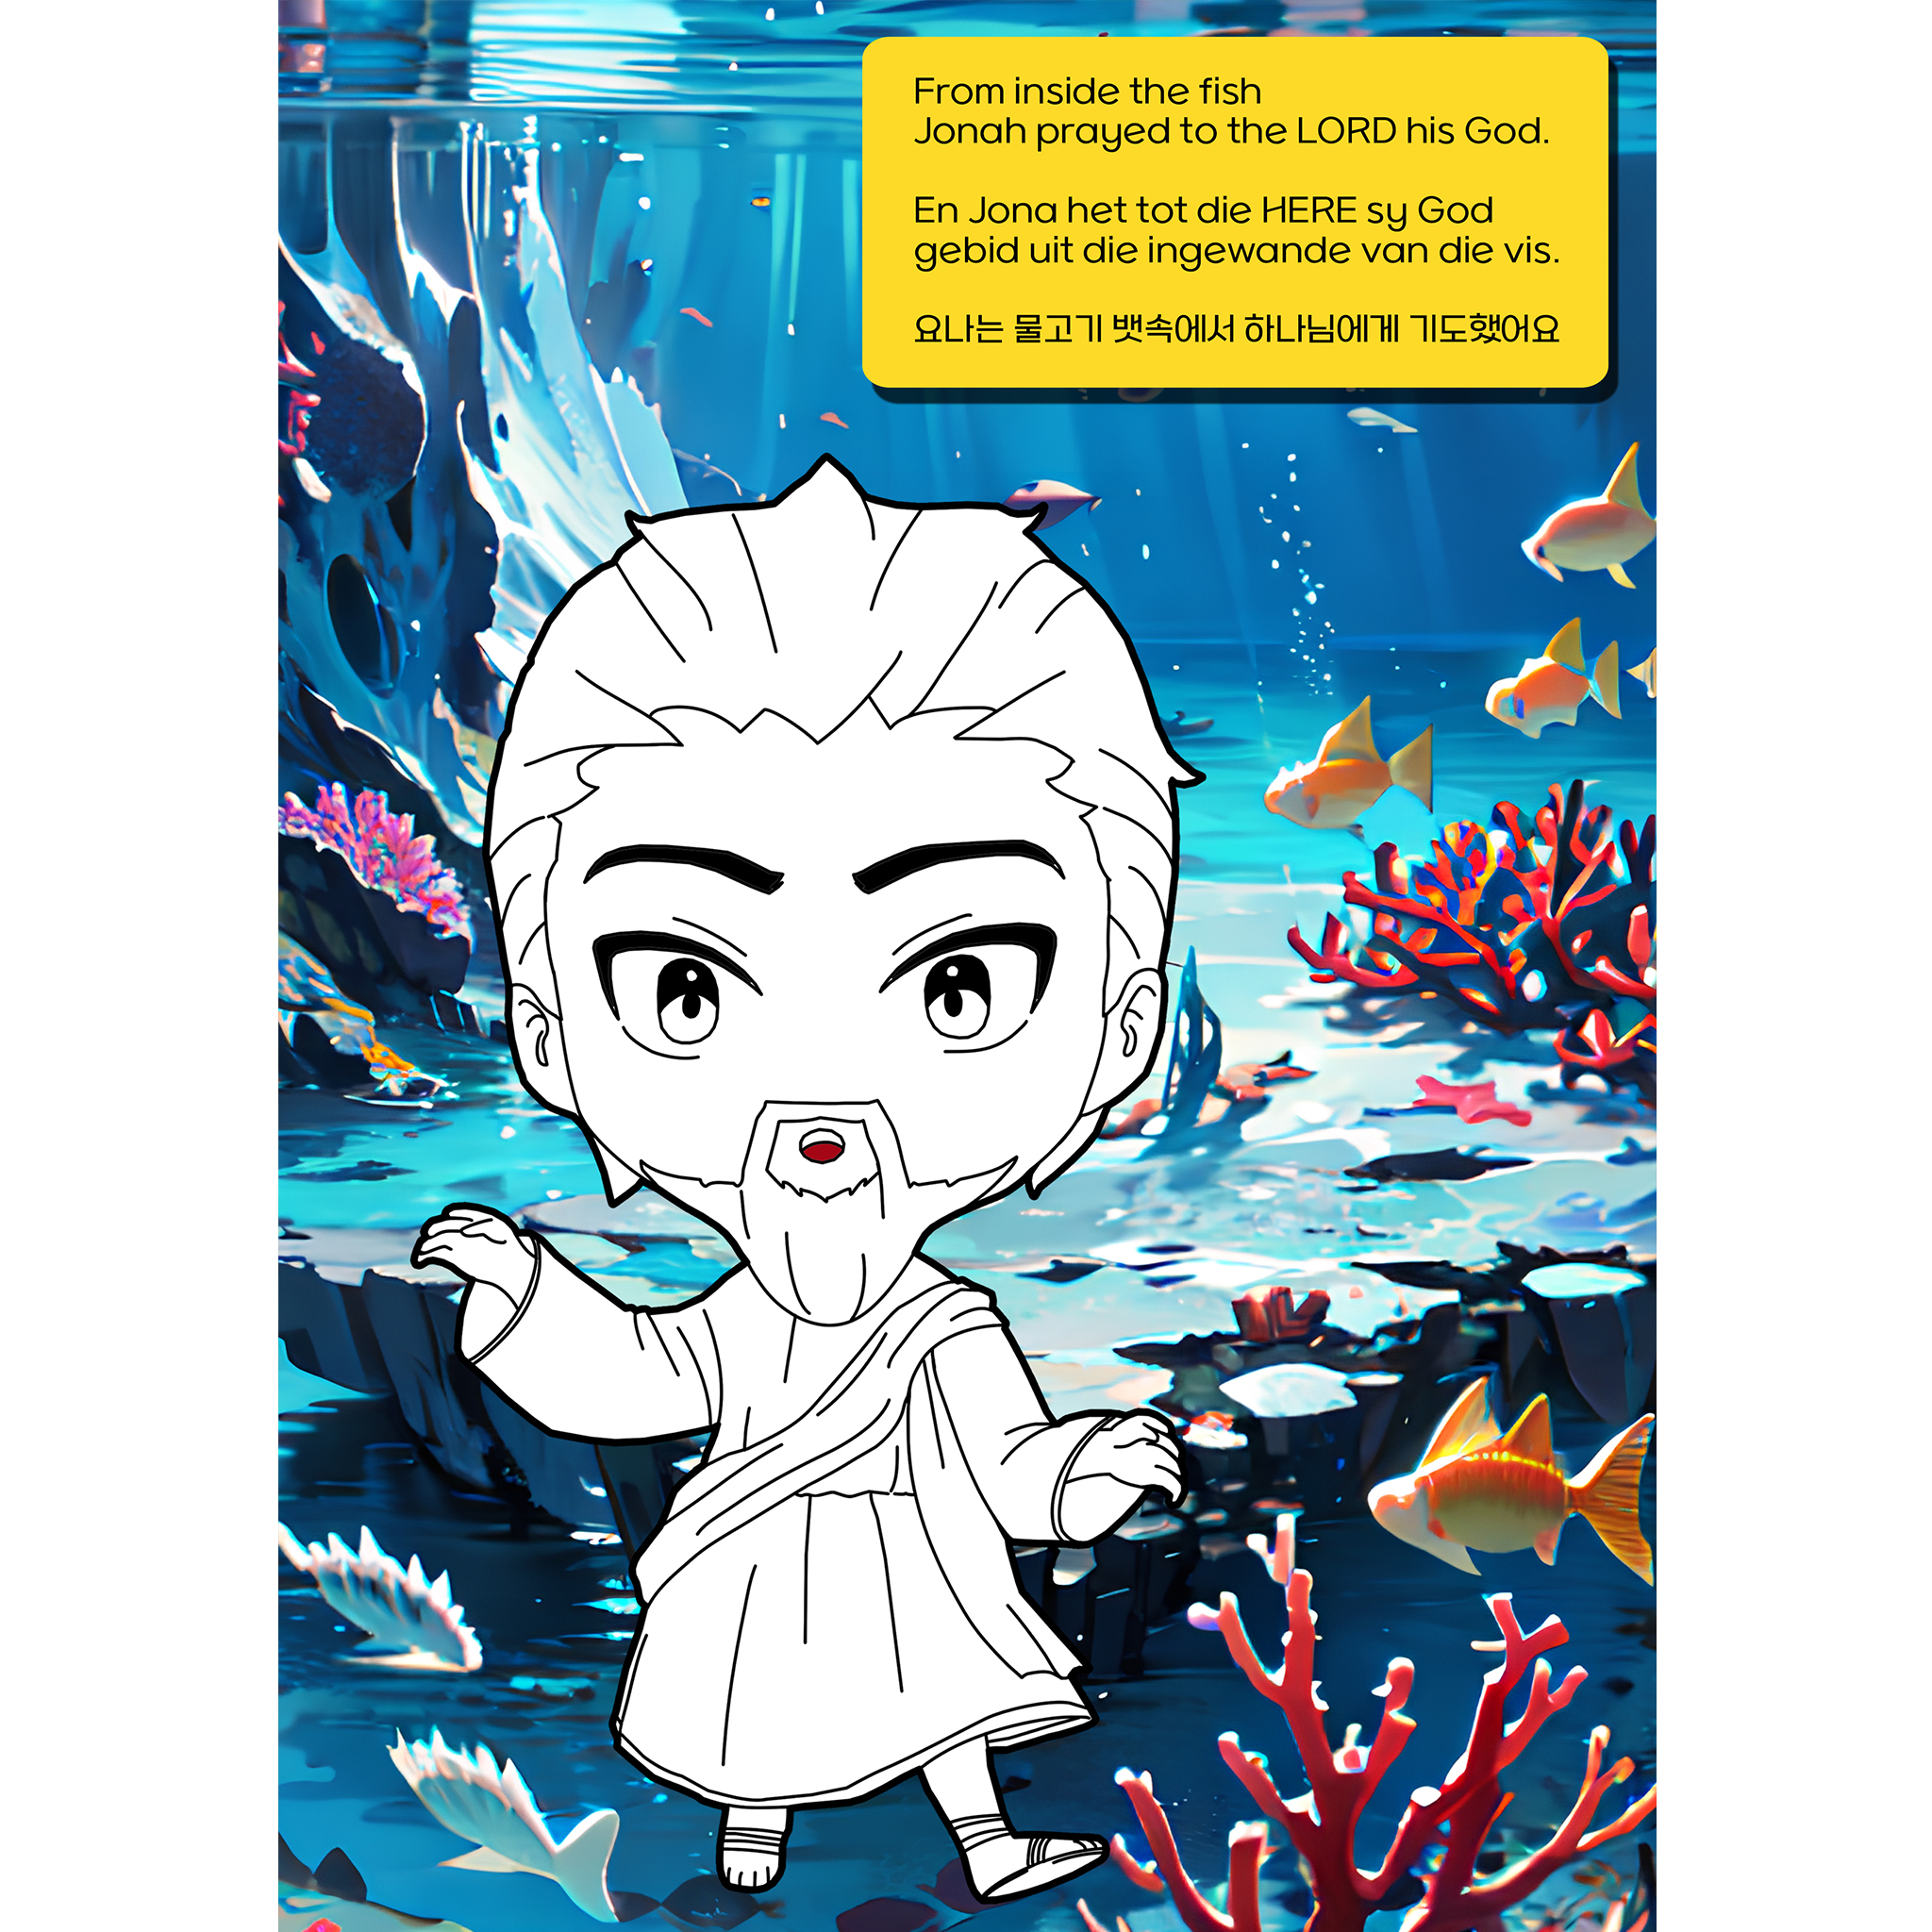 From inside the fish
Jonah prayed to the LORD his God.
En Jona het tot die HERE sy God
gebid uit die ingewande van die vis.
요나는 물고기 뱃속에서 하나님에게 기도했어요